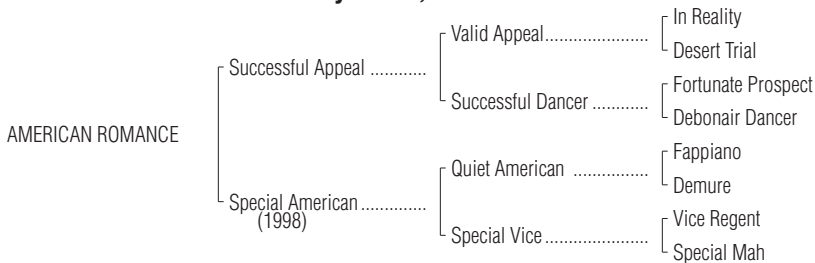 In Reality
Valid Appeal......................
Desert Trial
Successful Appeal ............
Fortunate Prospect
Successful Dancer ............
Debonair Dancer
AMERICAN ROMANCE
Fappiano
Quiet American ................
Demure
Special American..............
(1998)
Vice Regent
Special Vice......................
Special Mah